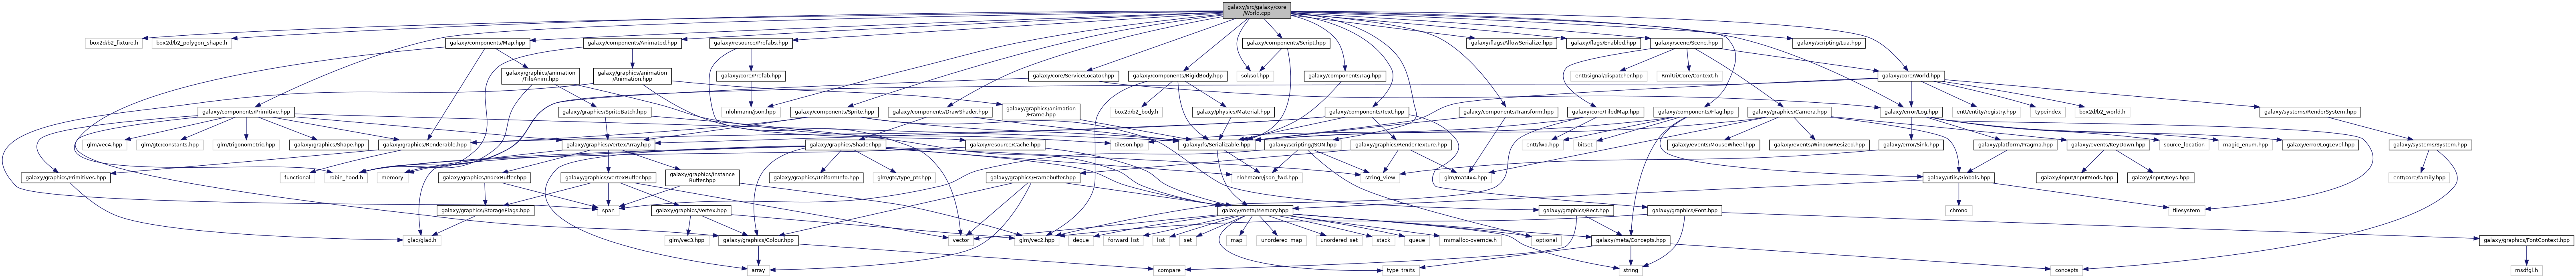 galaxy/src/galaxy/core
/World.cpp
box2d/b2_fixture.h
box2d/b2_polygon_shape.h
galaxy/components/Map.hpp
galaxy/components/Animated.hpp
galaxy/resource/Prefabs.hpp
galaxy/components/Script.hpp
galaxy/flags/AllowSerialize.hpp
galaxy/flags/Enabled.hpp
galaxy/scene/Scene.hpp
galaxy/scripting/Lua.hpp
galaxy/graphics/animation
/TileAnim.hpp
galaxy/graphics/animation
/Animation.hpp
galaxy/core/Prefab.hpp
galaxy/core/ServiceLocator.hpp
galaxy/components/RigidBody.hpp
sol/sol.hpp
galaxy/components/Tag.hpp
entt/signal/dispatcher.hpp
RmlUi/Core/Context.h
galaxy/core/World.hpp
galaxy/components/Primitive.hpp
galaxy/graphics/SpriteBatch.hpp
nlohmann/json.hpp
galaxy/components/Sprite.hpp
galaxy/components/DrawShader.hpp
galaxy/graphics/animation
/Frame.hpp
box2d/b2_body.h
galaxy/physics/Material.hpp
galaxy/components/Text.hpp
galaxy/components/Transform.hpp
galaxy/core/TiledMap.hpp
galaxy/components/Flag.hpp
galaxy/graphics/Camera.hpp
galaxy/error/Log.hpp
entt/entity/registry.hpp
typeindex
box2d/b2_world.h
galaxy/systems/RenderSystem.hpp
glm/vec4.hpp
glm/gtc/constants.hpp
glm/trigonometric.hpp
galaxy/graphics/Shape.hpp
galaxy/graphics/Renderable.hpp
galaxy/graphics/VertexArray.hpp
galaxy/graphics/Shader.hpp
galaxy/resource/Cache.hpp
tileson.hpp
galaxy/fs/Serializable.hpp
galaxy/scripting/JSON.hpp
galaxy/graphics/RenderTexture.hpp
entt/fwd.hpp
bitset
galaxy/events/MouseWheel.hpp
galaxy/events/WindowResized.hpp
galaxy/error/Sink.hpp
galaxy/platform/Pragma.hpp
galaxy/events/KeyDown.hpp
source_location
magic_enum.hpp
galaxy/error/LogLevel.hpp
galaxy/systems/System.hpp
galaxy/graphics/Primitives.hpp
functional
robin_hood.h
memory
galaxy/graphics/IndexBuffer.hpp
galaxy/graphics/VertexBuffer.hpp
galaxy/graphics/Instance
Buffer.hpp
galaxy/graphics/UniformInfo.hpp
glm/gtc/type_ptr.hpp
galaxy/graphics/Framebuffer.hpp
nlohmann/json_fwd.hpp
string_view
glm/mat4x4.hpp
galaxy/utils/Globals.hpp
galaxy/input/InputMods.hpp
galaxy/input/Keys.hpp
entt/core/family.hpp
galaxy/graphics/StorageFlags.hpp
span
galaxy/graphics/Vertex.hpp
galaxy/meta/Memory.hpp
galaxy/graphics/Rect.hpp
galaxy/graphics/Font.hpp
chrono
filesystem
glad/glad.h
glm/vec3.hpp
galaxy/graphics/Colour.hpp
vector
glm/vec2.hpp
deque
forward_list
list
set
map
unordered_map
unordered_set
stack
queue
mimalloc-override.h
optional
galaxy/meta/Concepts.hpp
galaxy/graphics/FontContext.hpp
array
compare
type_traits
string
concepts
msdfgl.h